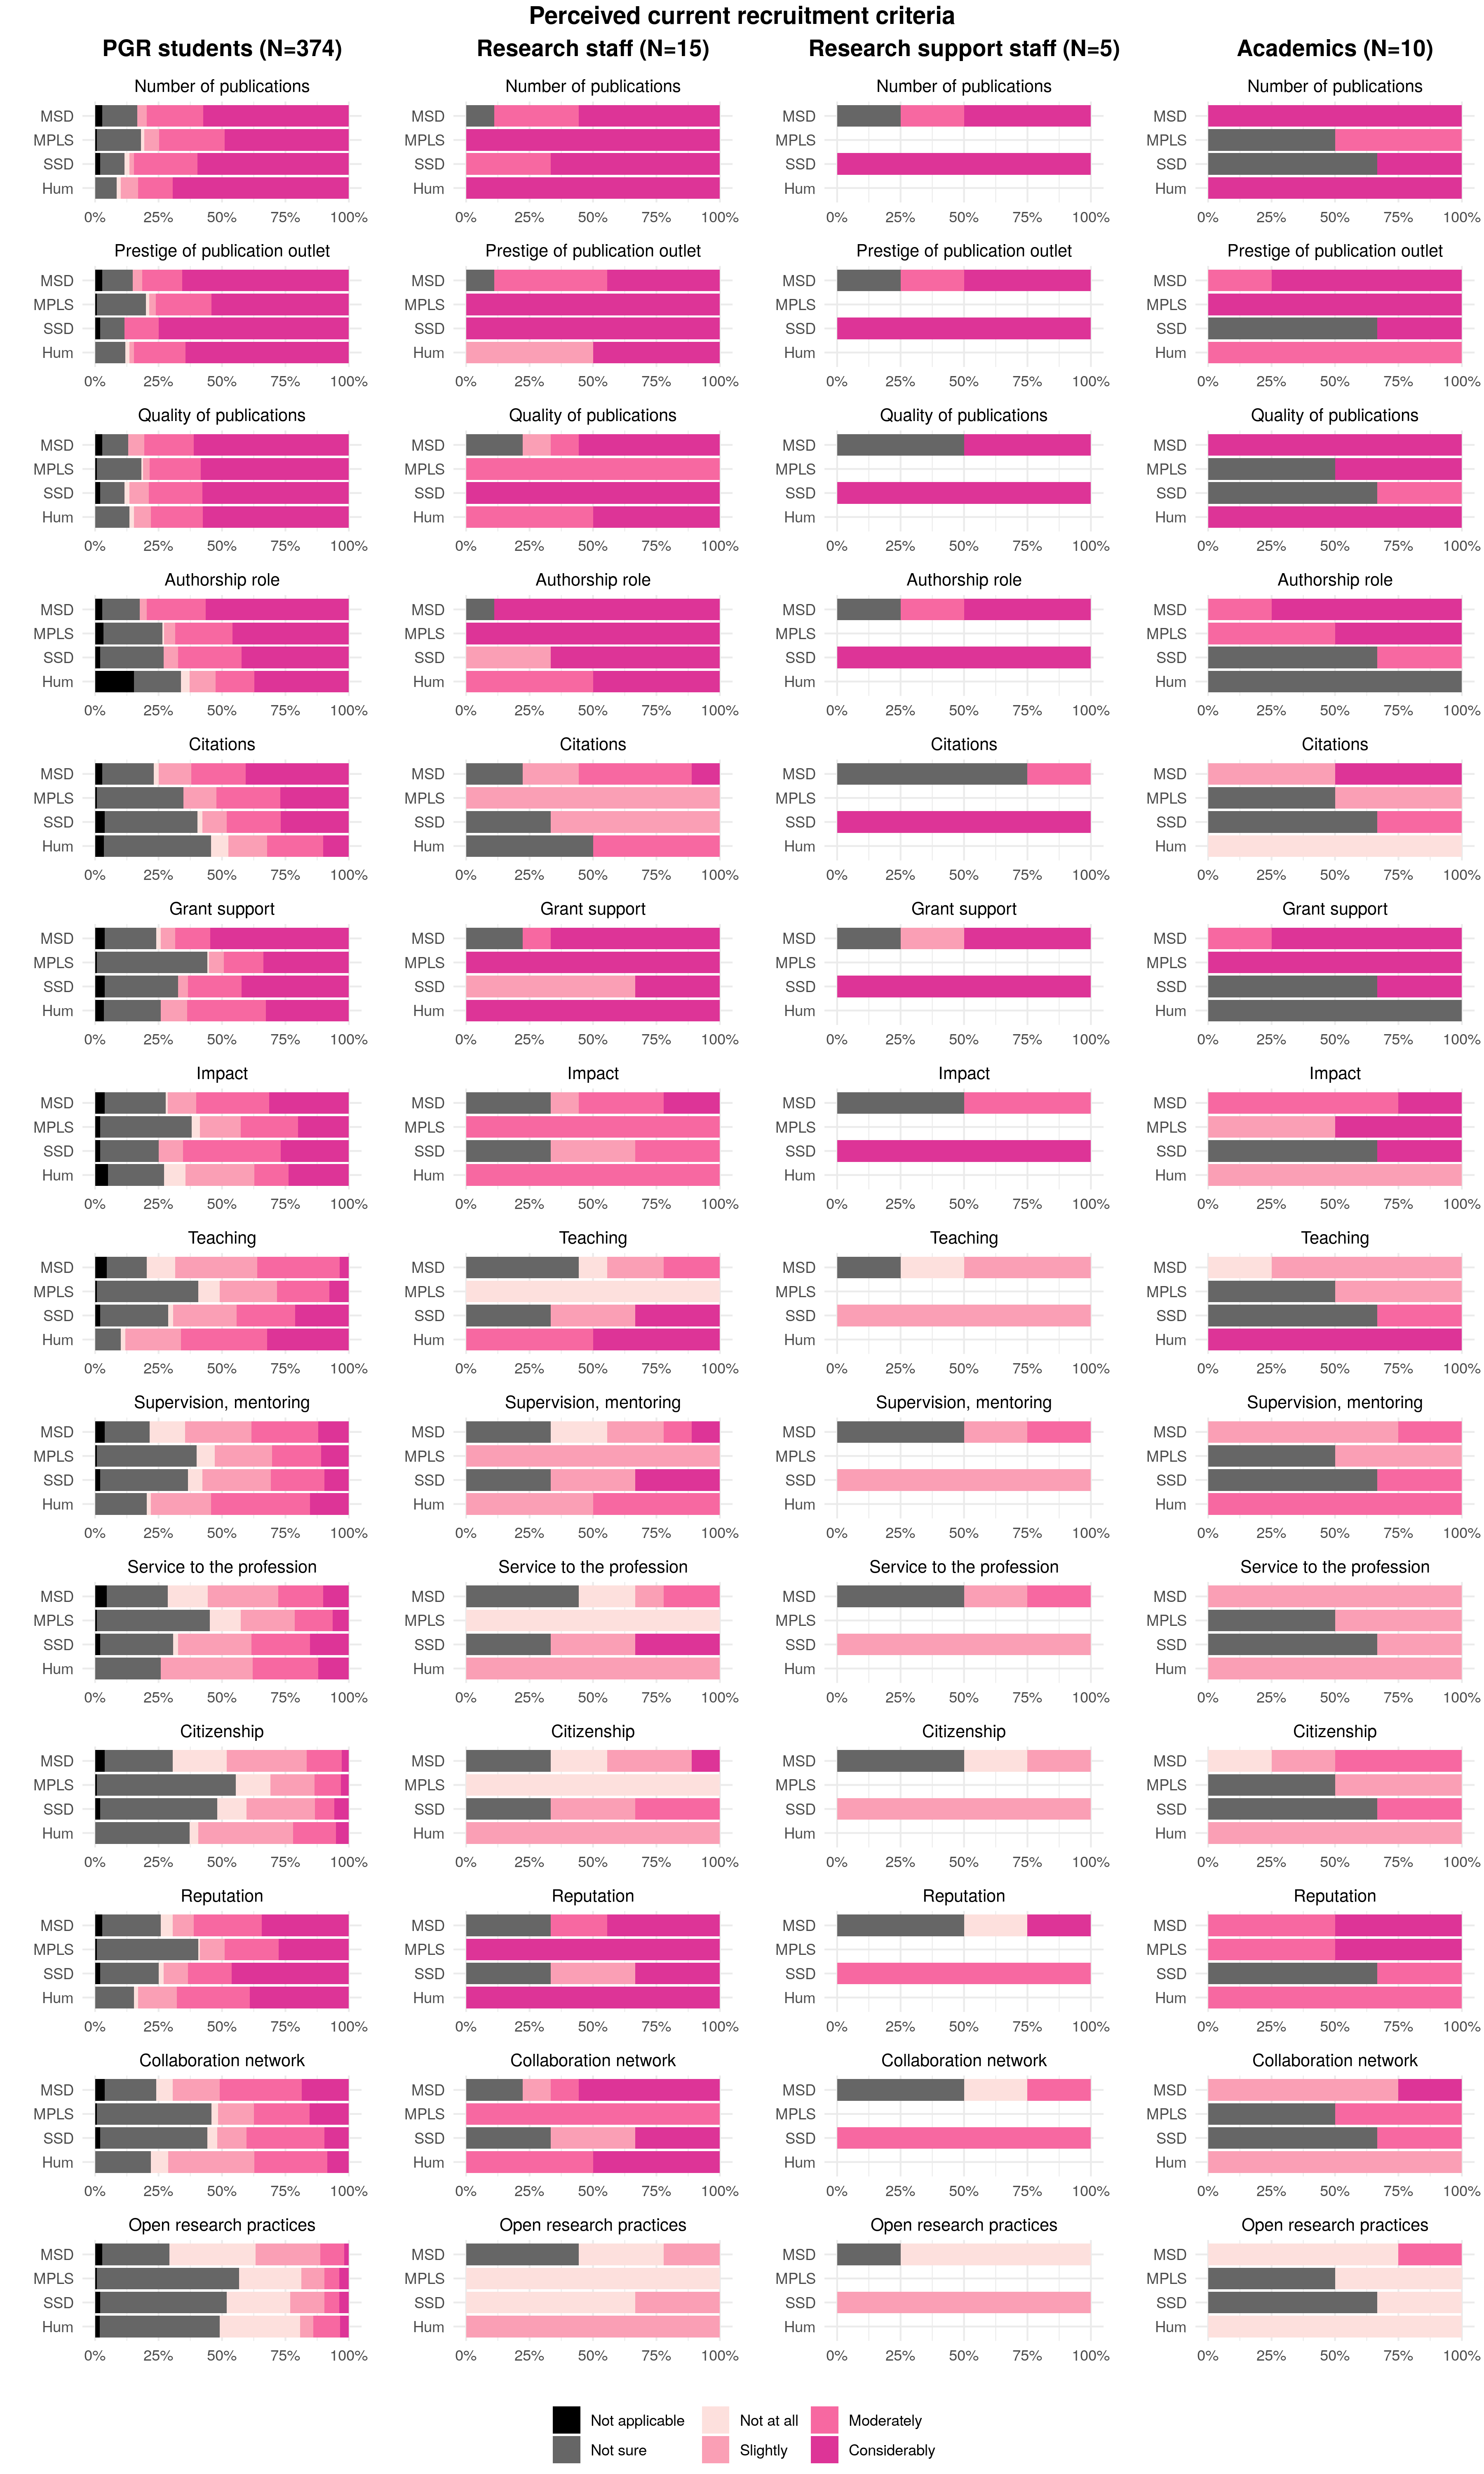 Perceived current recruitment criteria
PGR students (N=374) Research staff (N=15) Research support staff (N=5) Academics (N=10)
Number of publications Number of publications Number of publications Number of publications
MSD MSD MSD MSD
MPLS MPLS MPLS MPLS
SSD SSD SSD SSD
Hum Hum Hum Hum
0% 25% 50% 75% 100% 0% 25% 50% 75% 100% 0% 25% 50% 75% 100% 0% 25% 50% 75% 100%
Prestige of publication outlet Prestige of publication outlet Prestige of publication outlet Prestige of publication outlet
MSD MSD MSD MSD
MPLS MPLS MPLS MPLS
SSD SSD SSD SSD
Hum Hum Hum Hum
0% 25% 50% 75% 100% 0% 25% 50% 75% 100% 0% 25% 50% 75% 100% 0% 25% 50% 75% 100%
Quality of publications Quality of publications Quality of publications Quality of publications
MSD MSD MSD MSD
MPLS MPLS MPLS MPLS
SSD SSD SSD SSD
Hum Hum Hum Hum
0% 25% 50% 75% 100% 0% 25% 50% 75% 100% 0% 25% 50% 75% 100% 0% 25% 50% 75% 100%
Authorship role Authorship role Authorship role Authorship role
MSD MSD MSD MSD
MPLS MPLS MPLS MPLS
SSD SSD SSD SSD
Hum Hum Hum Hum
0% 25% 50% 75% 100% 0% 25% 50% 75% 100% 0% 25% 50% 75% 100% 0% 25% 50% 75% 100%
Citations Citations Citations Citations
MSD MSD MSD MSD
MPLS MPLS MPLS MPLS
SSD SSD SSD SSD
Hum Hum Hum Hum
0% 25% 50% 75% 100% 0% 25% 50% 75% 100% 0% 25% 50% 75% 100% 0% 25% 50% 75% 100%
Grant support Grant support Grant support Grant support
MSD MSD MSD MSD
MPLS MPLS MPLS MPLS
SSD SSD SSD SSD
Hum Hum Hum Hum
0% 25% 50% 75% 100% 0% 25% 50% 75% 100% 0% 25% 50% 75% 100% 0% 25% 50% 75% 100%
Impact Impact Impact Impact
MSD MSD MSD MSD
MPLS MPLS MPLS MPLS
SSD SSD SSD SSD
Hum Hum Hum Hum
0% 25% 50% 75% 100% 0% 25% 50% 75% 100% 0% 25% 50% 75% 100% 0% 25% 50% 75% 100%
Teaching Teaching Teaching Teaching
MSD MSD MSD MSD
MPLS MPLS MPLS MPLS
SSD SSD SSD SSD
Hum Hum Hum Hum
0% 25% 50% 75% 100% 0% 25% 50% 75% 100% 0% 25% 50% 75% 100% 0% 25% 50% 75% 100%
Supervision, mentoring Supervision, mentoring Supervision, mentoring Supervision, mentoring
MSD MSD MSD MSD
MPLS MPLS MPLS MPLS
SSD SSD SSD SSD
Hum Hum Hum Hum
0% 25% 50% 75% 100% 0% 25% 50% 75% 100% 0% 25% 50% 75% 100% 0% 25% 50% 75% 100%
Service to the profession Service to the profession Service to the profession Service to the profession
MSD MSD MSD MSD
MPLS MPLS MPLS MPLS
SSD SSD SSD SSD
Hum Hum Hum Hum
0% 25% 50% 75% 100% 0% 25% 50% 75% 100% 0% 25% 50% 75% 100% 0% 25% 50% 75% 100%
Citizenship Citizenship Citizenship Citizenship
MSD MSD MSD MSD
MPLS MPLS MPLS MPLS
SSD SSD SSD SSD
Hum Hum Hum Hum
0% 25% 50% 75% 100% 0% 25% 50% 75% 100% 0% 25% 50% 75% 100% 0% 25% 50% 75% 100%
Reputation Reputation Reputation Reputation
MSD MSD MSD MSD
MPLS MPLS MPLS MPLS
SSD SSD SSD SSD
Hum Hum Hum Hum
0% 25% 50% 75% 100% 0% 25% 50% 75% 100% 0% 25% 50% 75% 100% 0% 25% 50% 75% 100%
Collaboration network Collaboration network Collaboration network Collaboration network
MSD MSD MSD MSD
MPLS MPLS MPLS MPLS
SSD SSD SSD SSD
Hum Hum Hum Hum
0% 25% 50% 75% 100% 0% 25% 50% 75% 100% 0% 25% 50% 75% 100% 0% 25% 50% 75% 100%
Open research practices Open research practices Open research practices Open research practices
MSD MSD MSD MSD
MPLS MPLS MPLS MPLS
SSD SSD SSD SSD
Hum Hum Hum Hum
0% 25% 50% 75% 100% 0% 25% 50% 75% 100% 0% 25% 50% 75% 100% 0% 25% 50% 75% 100%
Not applicable Not at all Moderately
Not sure Slightly Considerably